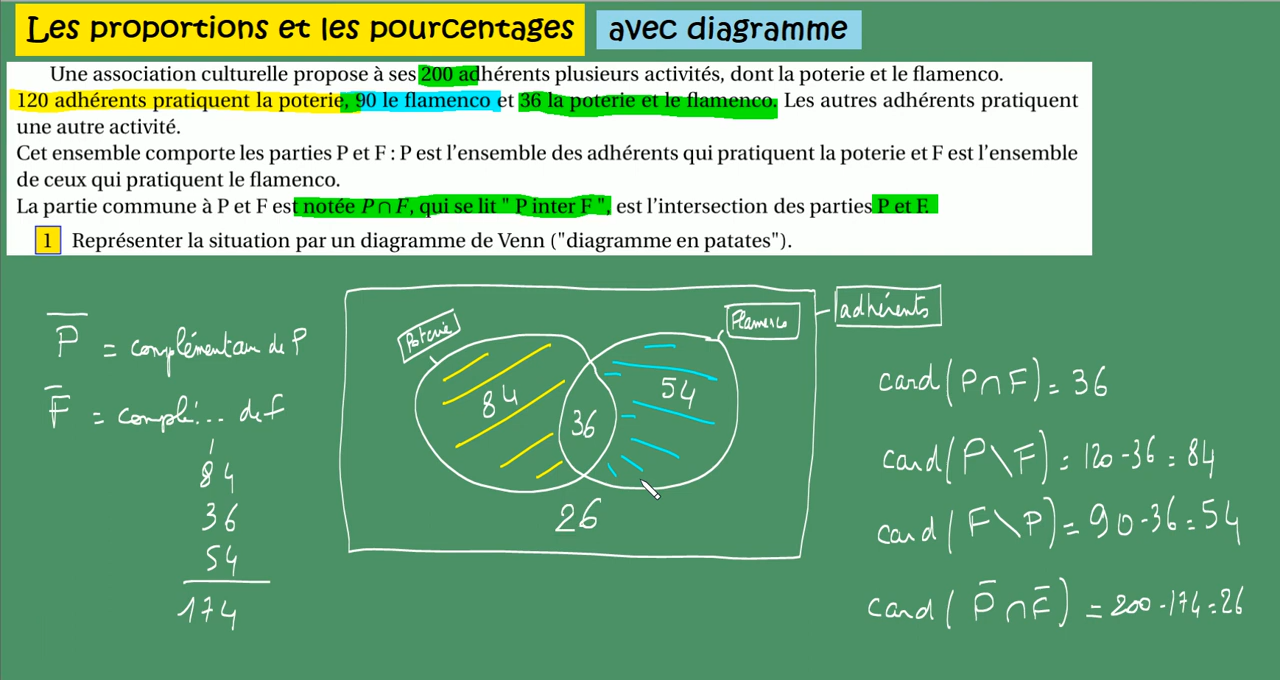 Les proportions et les pourcentages avec diagramme
Une association culturelle propose à ses 200 adhérents plusieurs activités, dont la poterie et le flamenco.
120 adhérents pratiquent la poterie, 90 le flamenco et 36 la poterie et le flamenco. Les autres adhérents pratiquent
une autre activité.
Cet ensemble comporte les parties P et F : P est l'ensemble des adhérents qui pratiquent la poterie et F est l'ensemble
de ceux qui pratiquent le flamenco.
La partie commune à P et F est notée P∩F, qui se lit " P inter F ", est l'intersection des parties P et F.
1 Représenter la situation par un diagramme de Venn ("diagramme en patates").
P̅ = complémentaire de P
F̅ = complé... de f
84
36
54
174
Poterie
Flamenco
adhérents
84
36
54
26
card(P∩F) = 36
card(P\F) = 120-36 = 84
card(F\P) = 90-36 = 54
card(P̅∩F̅) = 200-174 = 26